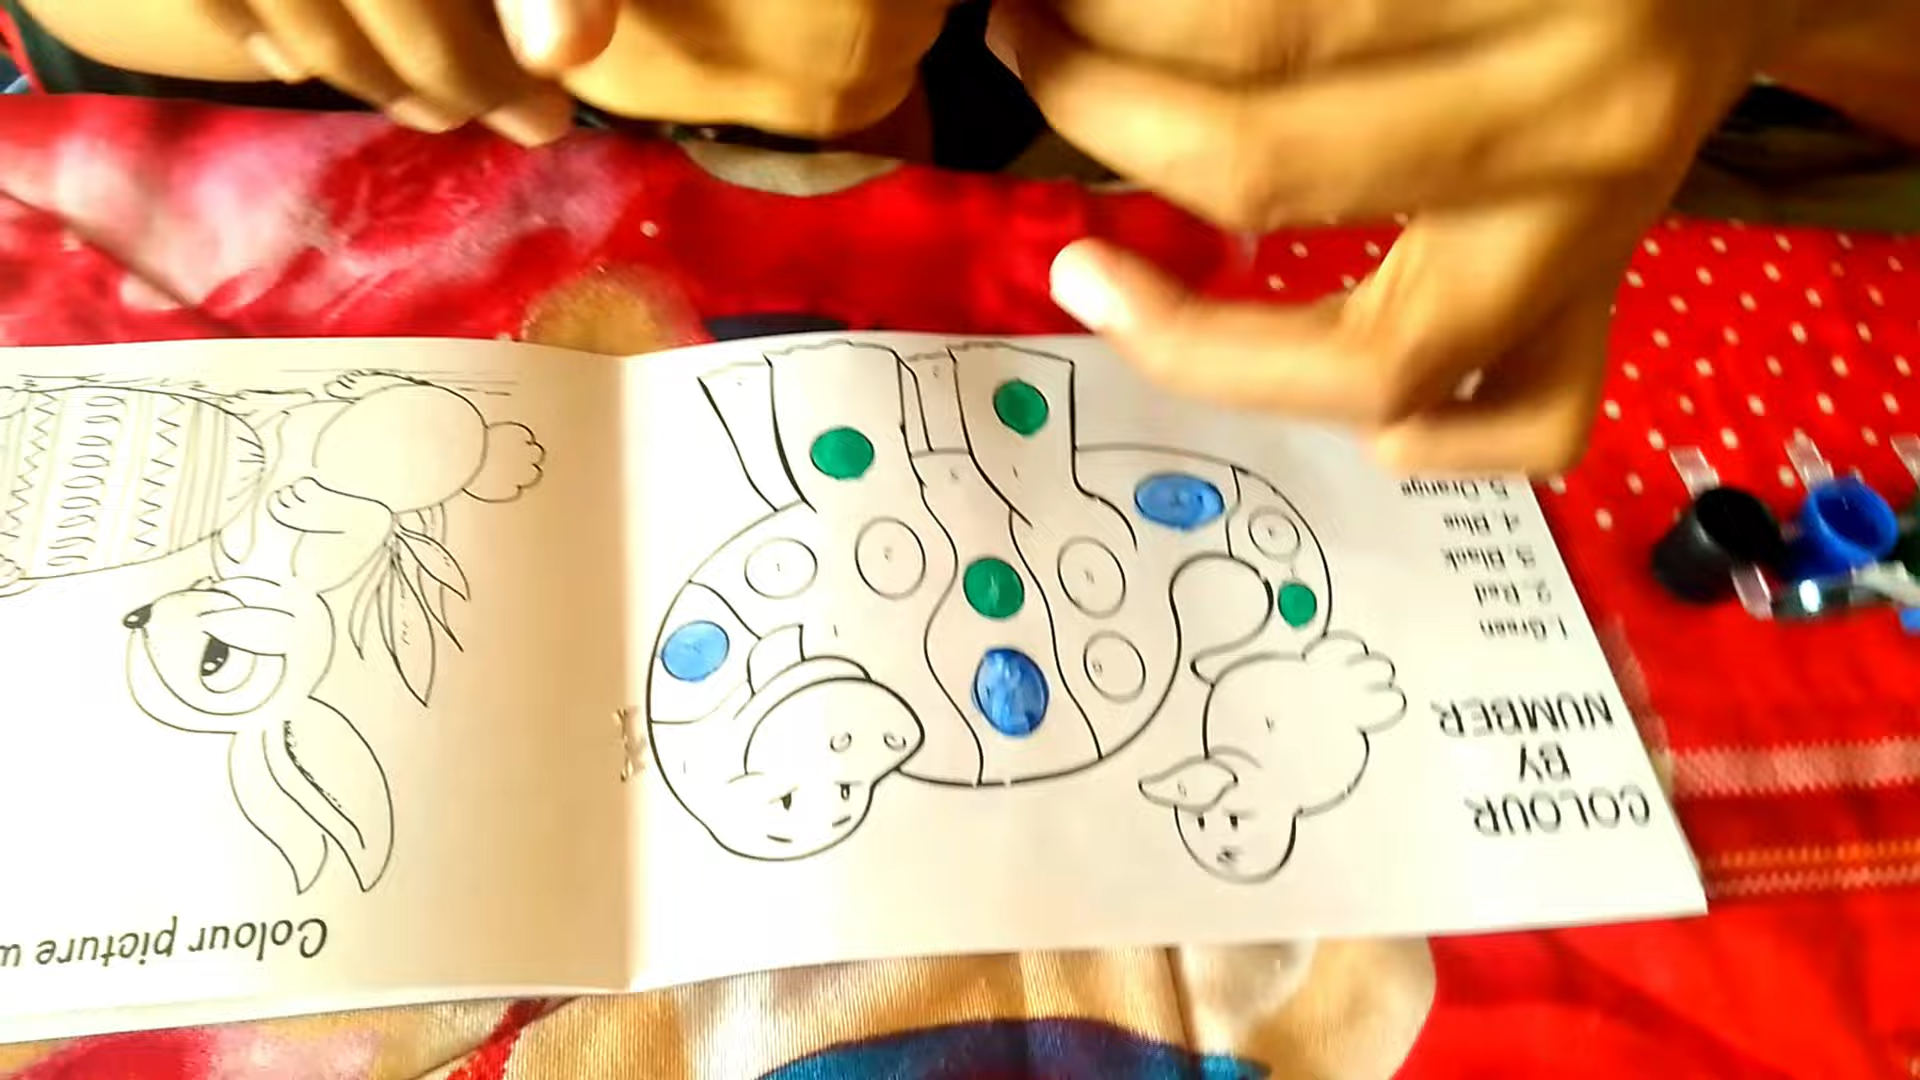 COLOUR
BY
NUMBER
1. Green
2. Red
3. Black
4. Blue
5. Orange
Colour picture